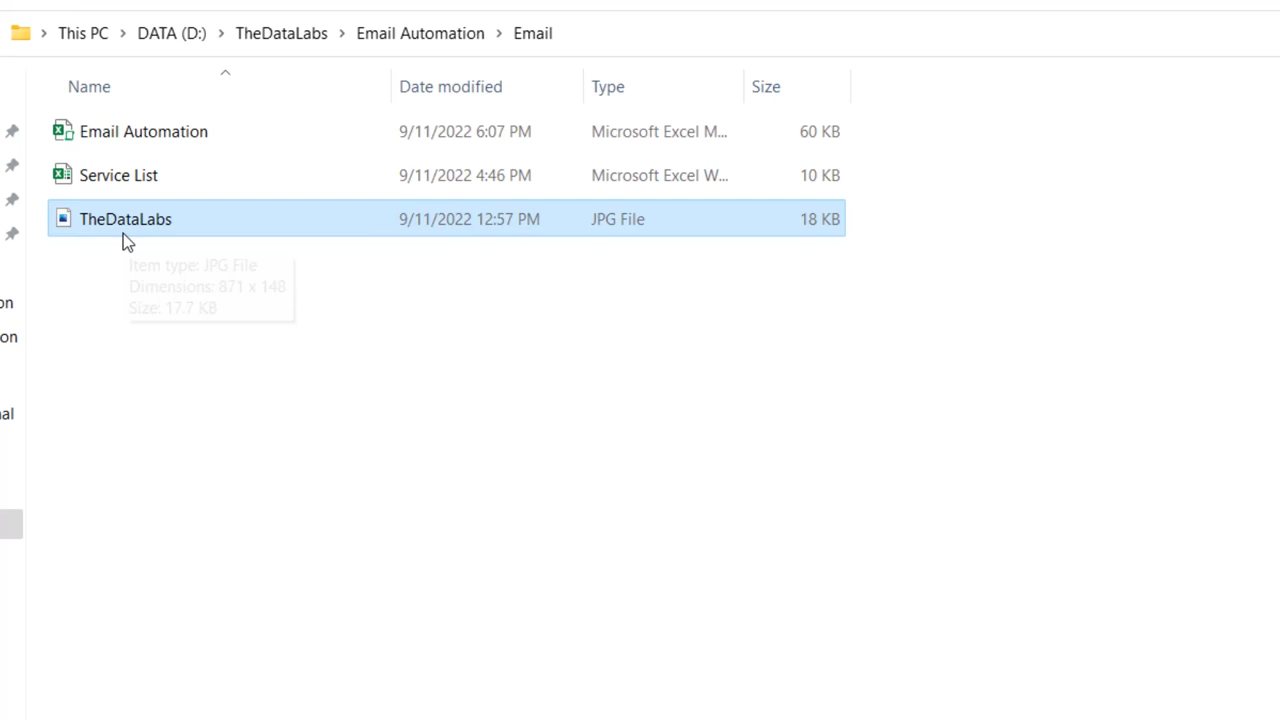 This PC > DATA (D:) > TheDataLabs > Email Automation > Email
Name Date modified Type Size
Email Automation 9/11/2022 6:07 PM Microsoft Excel M... 60 KB
Service List 9/11/2022 4:46 PM Microsoft Excel W... 10 KB
TheDataLabs 9/11/2022 12:57 PM JPG File 18 KB
Item type: JPG File
Dimensions: 871 x 148
Size: 17.7 KB
on
on
al